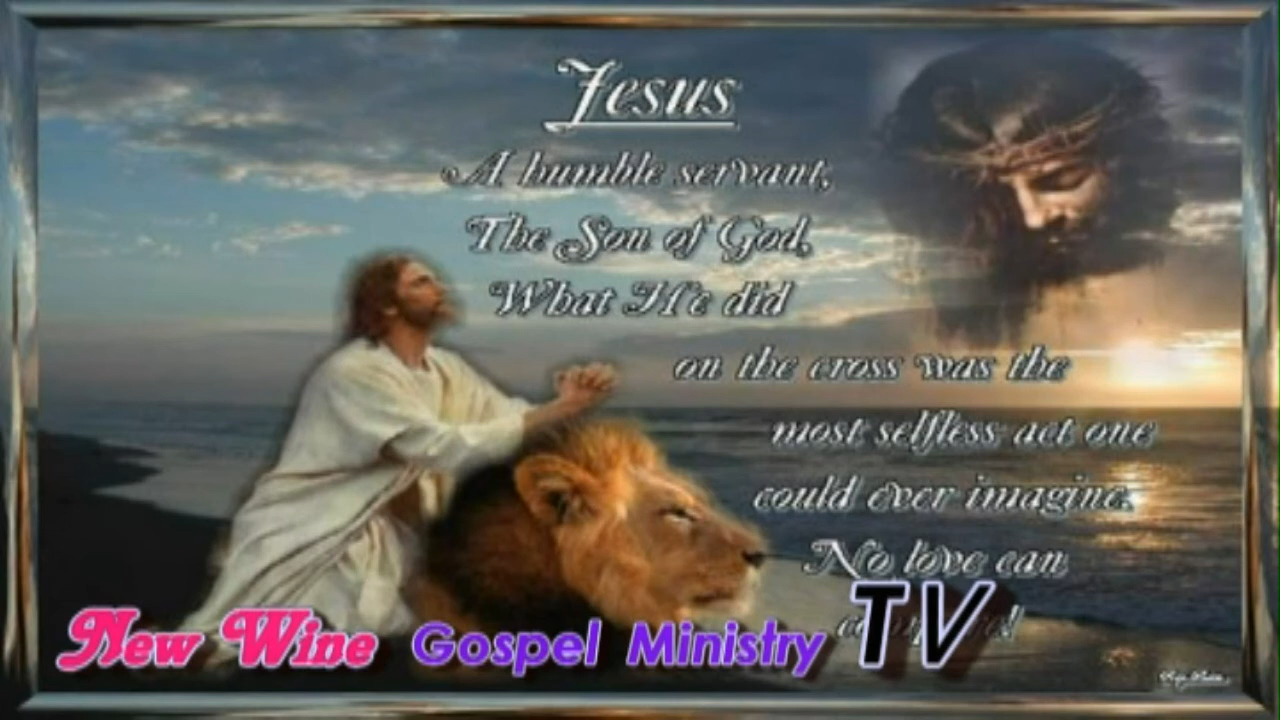 Jesus
A humble servant,
The Son of God,
What He did
on the cross was the
most selfless act one
could ever imagine.
No love can
New Wine Gospel Ministry TV